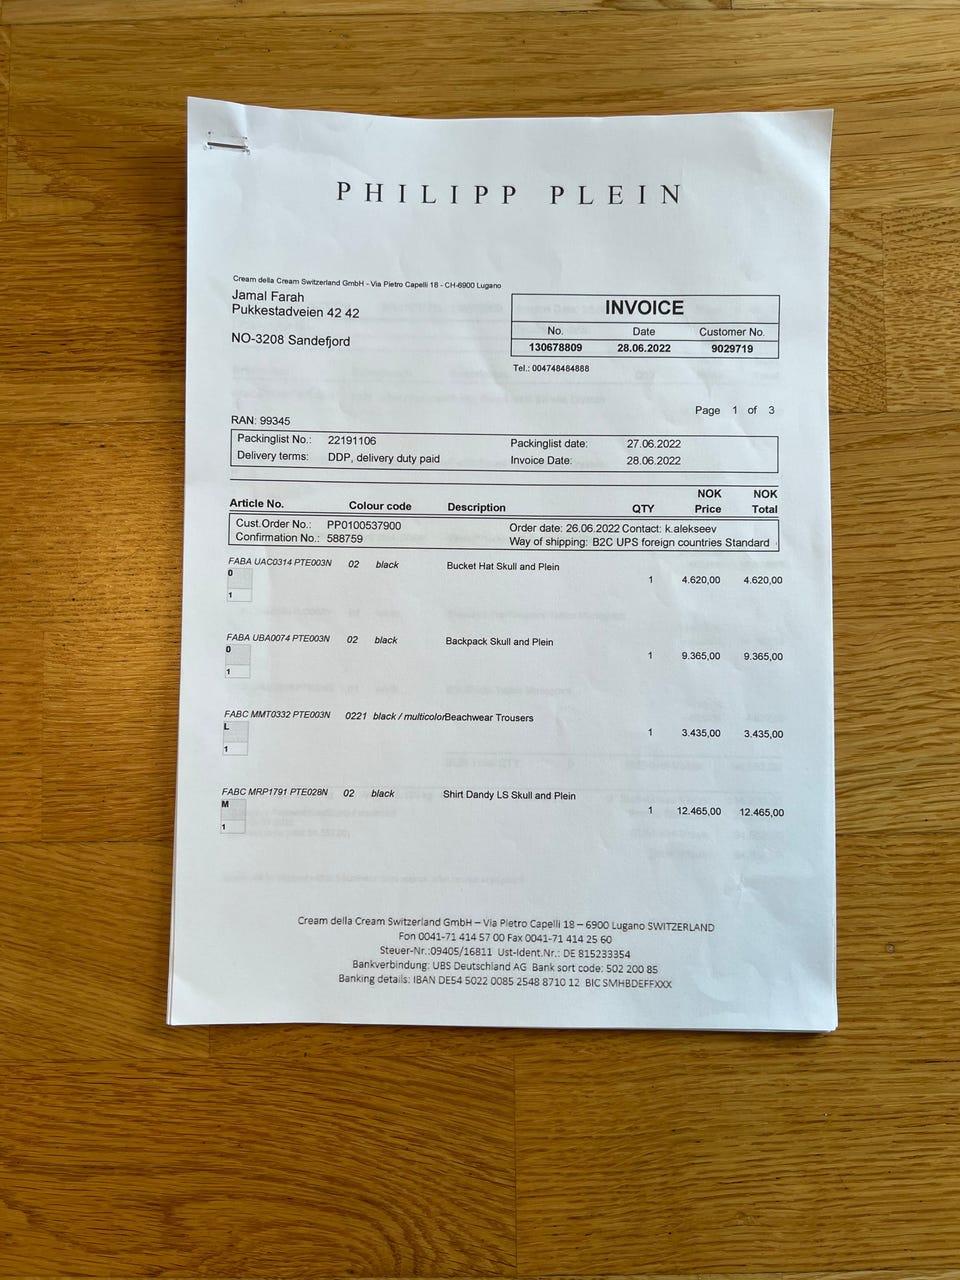 PHILIPP PLEIN
Cream della Cream Switzerland GmbH - Via Pietro Capelli 18 - CH-6900 Lugano
Jamal Farah
Pukkestadveien 42 42
NO-3208 Sandefjord
INVOICE
No. Date Customer No.
130678809 28.06.2022 9029719
Tel.: 004748484888
Page 1 of 3
RAN: 99345
Packinglist No.: 22191106 Packinglist date: 27.06.2022
Delivery terms: DDP, delivery duty paid Invoice Date: 28.06.2022
NOK NOK
Article No. Colour code Description QTY Price Total
Cust.Order No.: PP0100537900 Order date: 26.06.2022 Contact: k.alekseev
Confirmation No.: 588759 Way of shipping: B2C UPS foreign countries Standard
FABA UAC0314 PTE003N 02 black Bucket Hat Skull and Plein
0
1 4.620,00 4.620,00
1
FABA UBA0074 PTE003N 02 black Backpack Skull and Plein
0
1 9.365,00 9.365,00
1
FABC MMT0332 PTE003N 0221 black / multicolor Beachwear Trousers
L
1 3.435,00 3.435,00
1
FABC MRP1791 PTE028N 02 black Shirt Dandy LS Skull and Plein
M
1 12.465,00 12.465,00
1
Cream della Cream Switzerland GmbH – Via Pietro Capelli 18 – 6900 Lugano SWITZERLAND
Fon 0041-71 414 57 00 Fax 0041-71 414 25 60
Steuer-Nr.:09405/16811 Ust-Ident.Nr.: DE 815233354
Bankverbindung: UBS Deutschland AG Bank sort code: 502 200 85
Banking details: IBAN DE54 5022 0085 2548 8710 12 BIC SMHBDEFFXXX